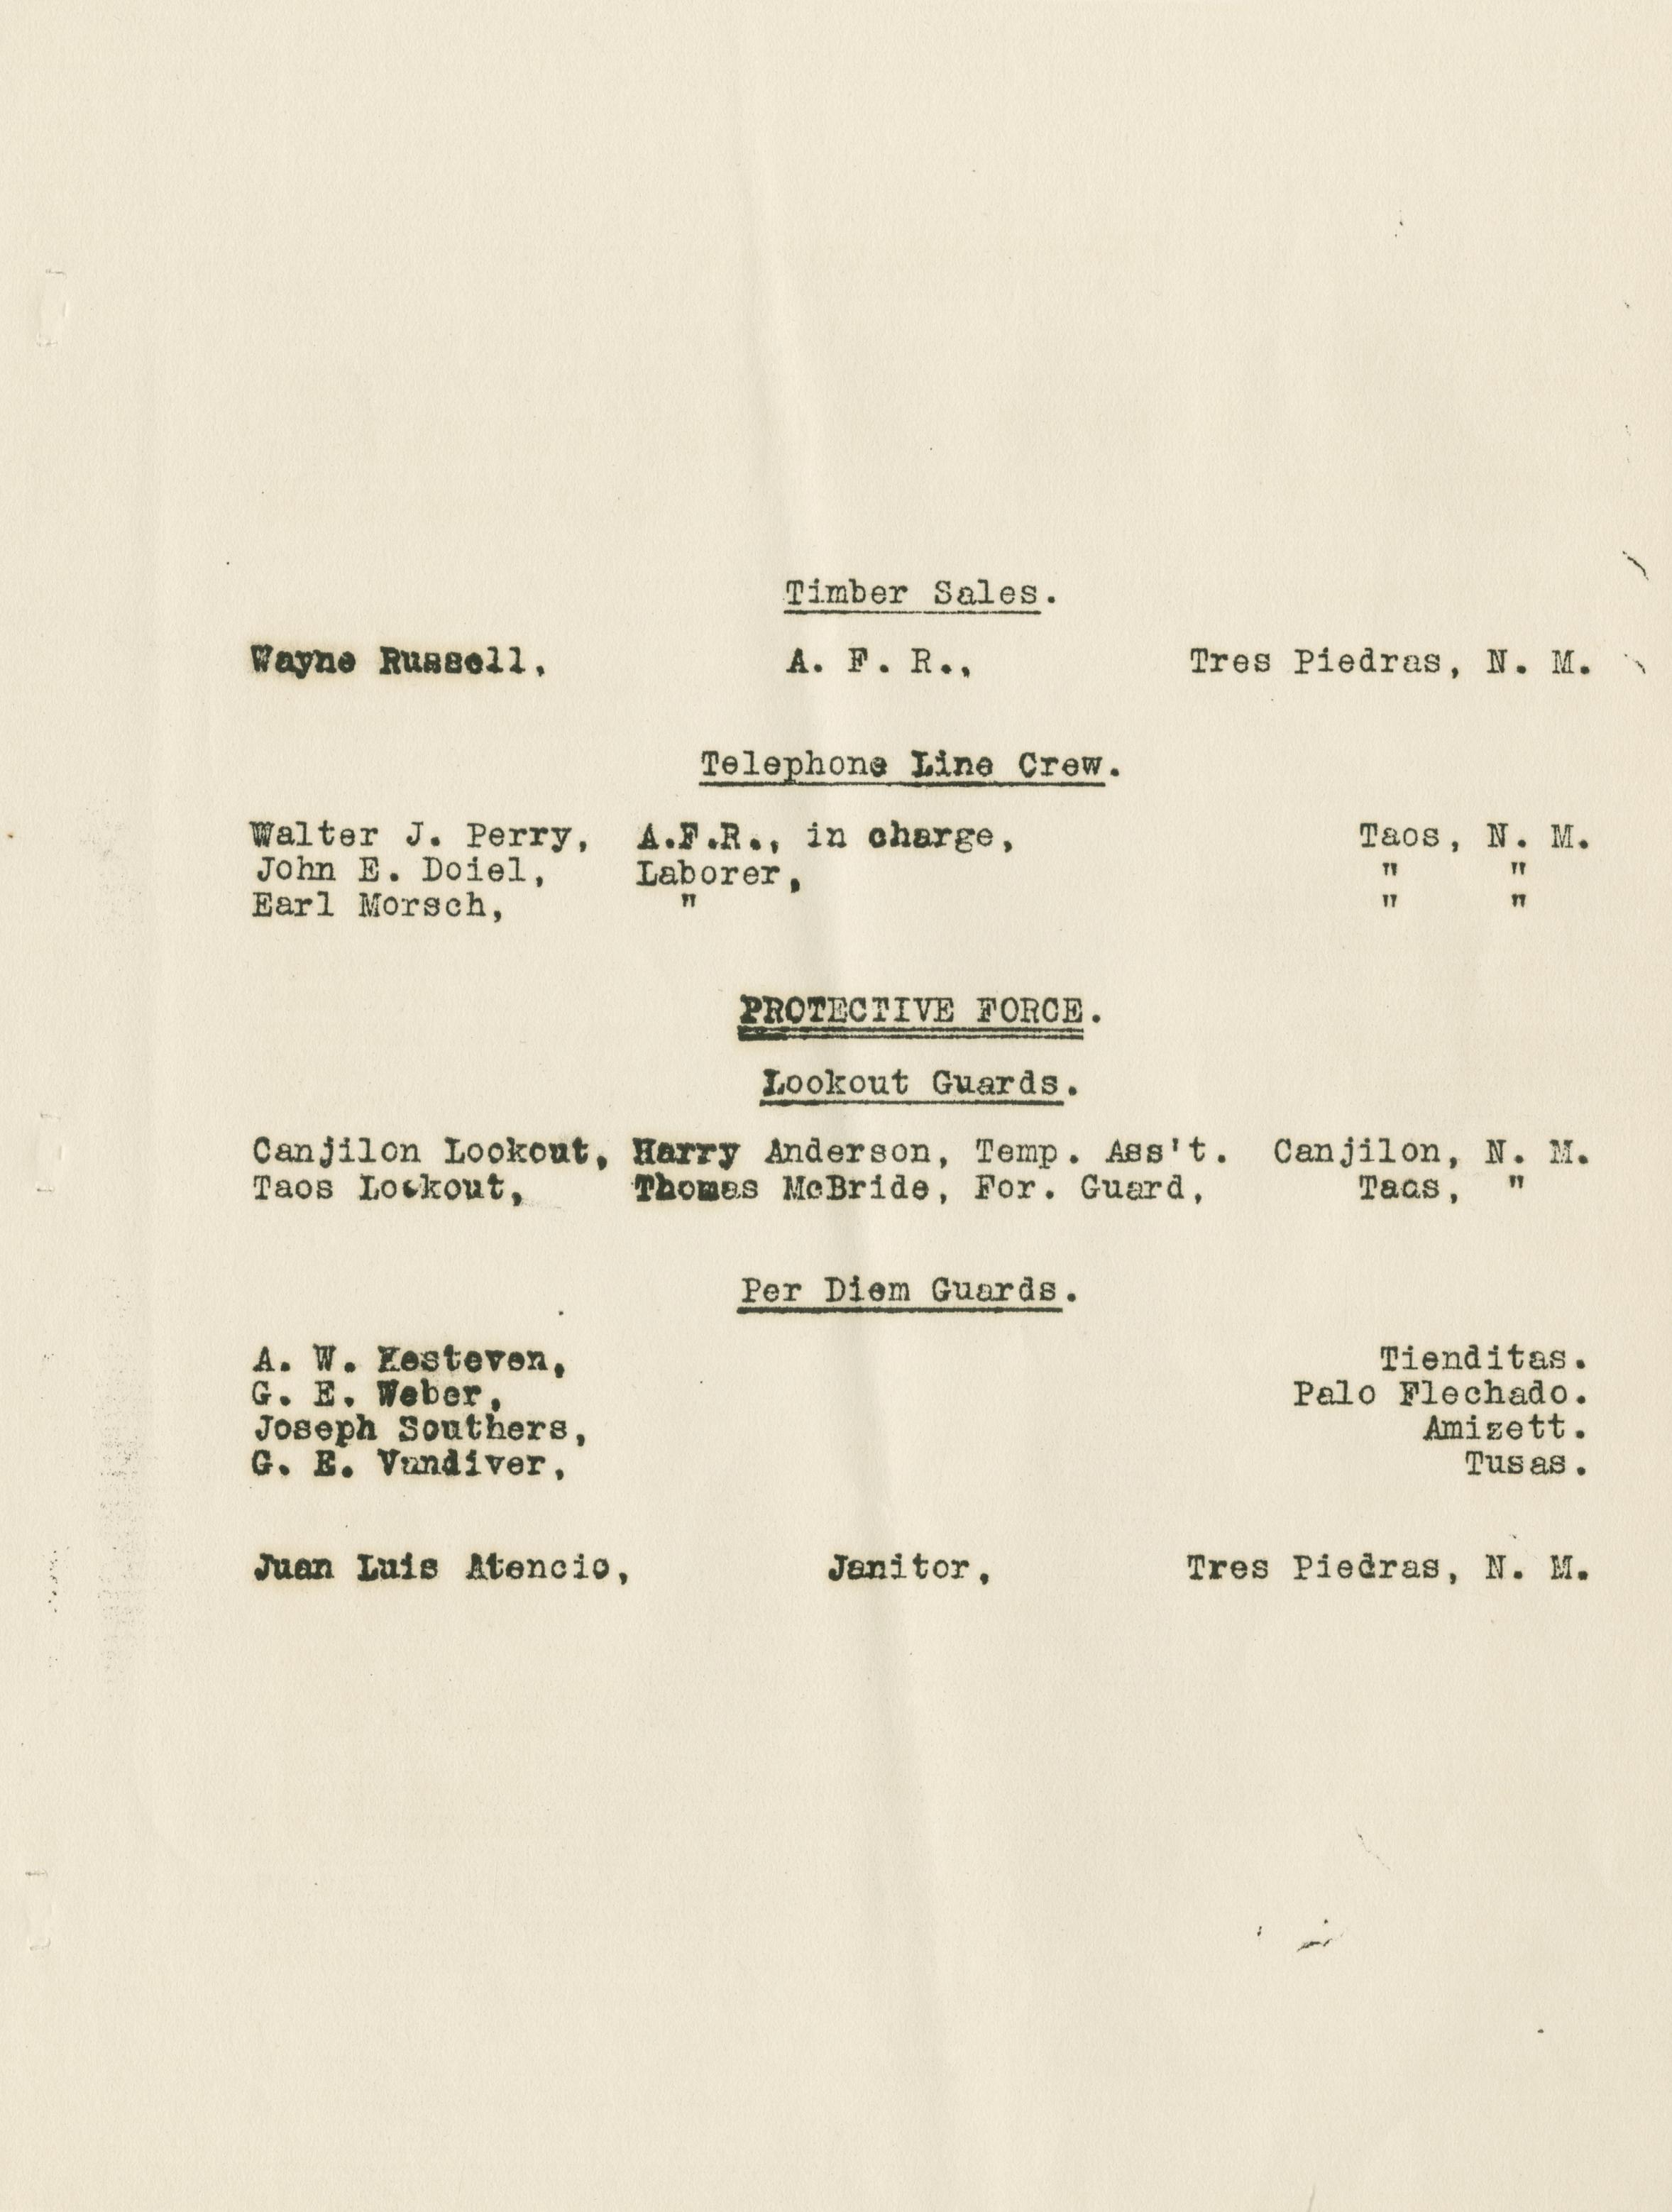 Timber Sales.
Wayne Russell, A. F. R., Tres Piedras, N. M.
Telephone Line Crew.
Walter J. Perry, A.F.R., in charge, Taos, N. M.
John E. Doiel, Laborer, " "
Earl Morsch, " " "
PROTECTIVE FORCE.
Lookout Guards.
Canjilon Lookout, Harry Anderson, Temp. Ass't. Canjilon, N. M.
Taos Lookout, Thomas McBride, For. Guard, Taos, "
Per Diem Guards.
A. W. Kesteven, Tienditas.
G. E. Weber, Palo Flechado.
Joseph Southers, Amizett.
G. E. Vandiver, Tusas.
Juan Luis Atencio, Janitor, Tres Piedras, N. M.